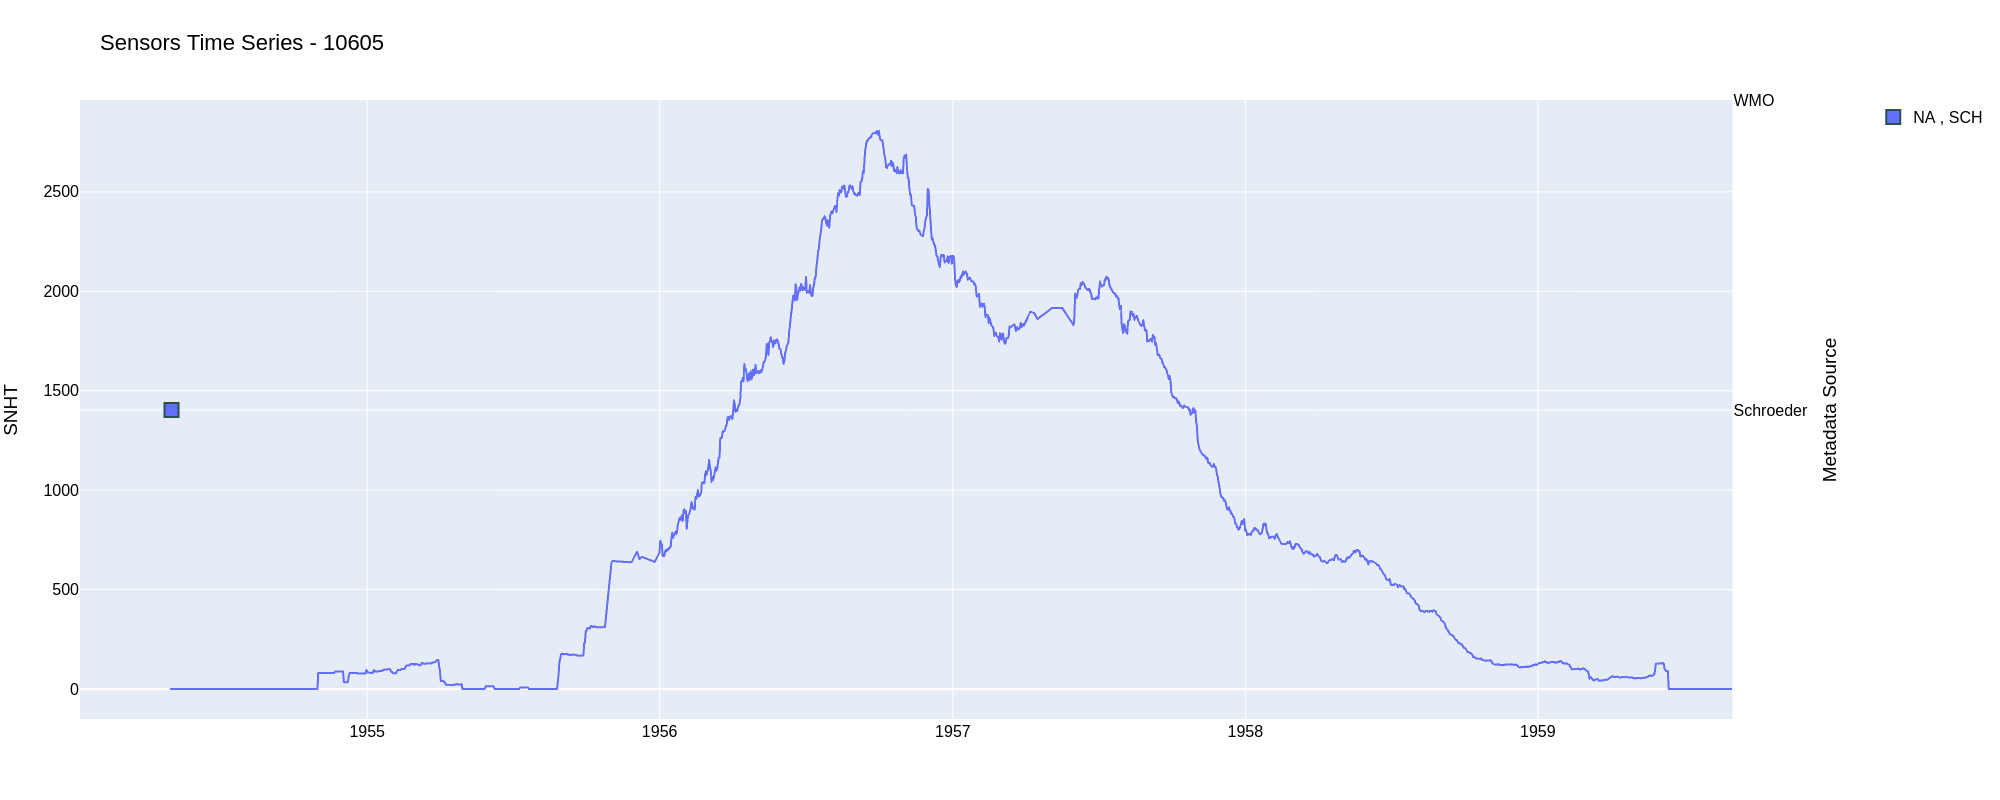 Sensors Time Series - 10605
WMO
NA , SCH
2500
2000
1500
Schroeder
1000
500
0
SNHT
Metadata Source
1955
1956
1957
1958
1959